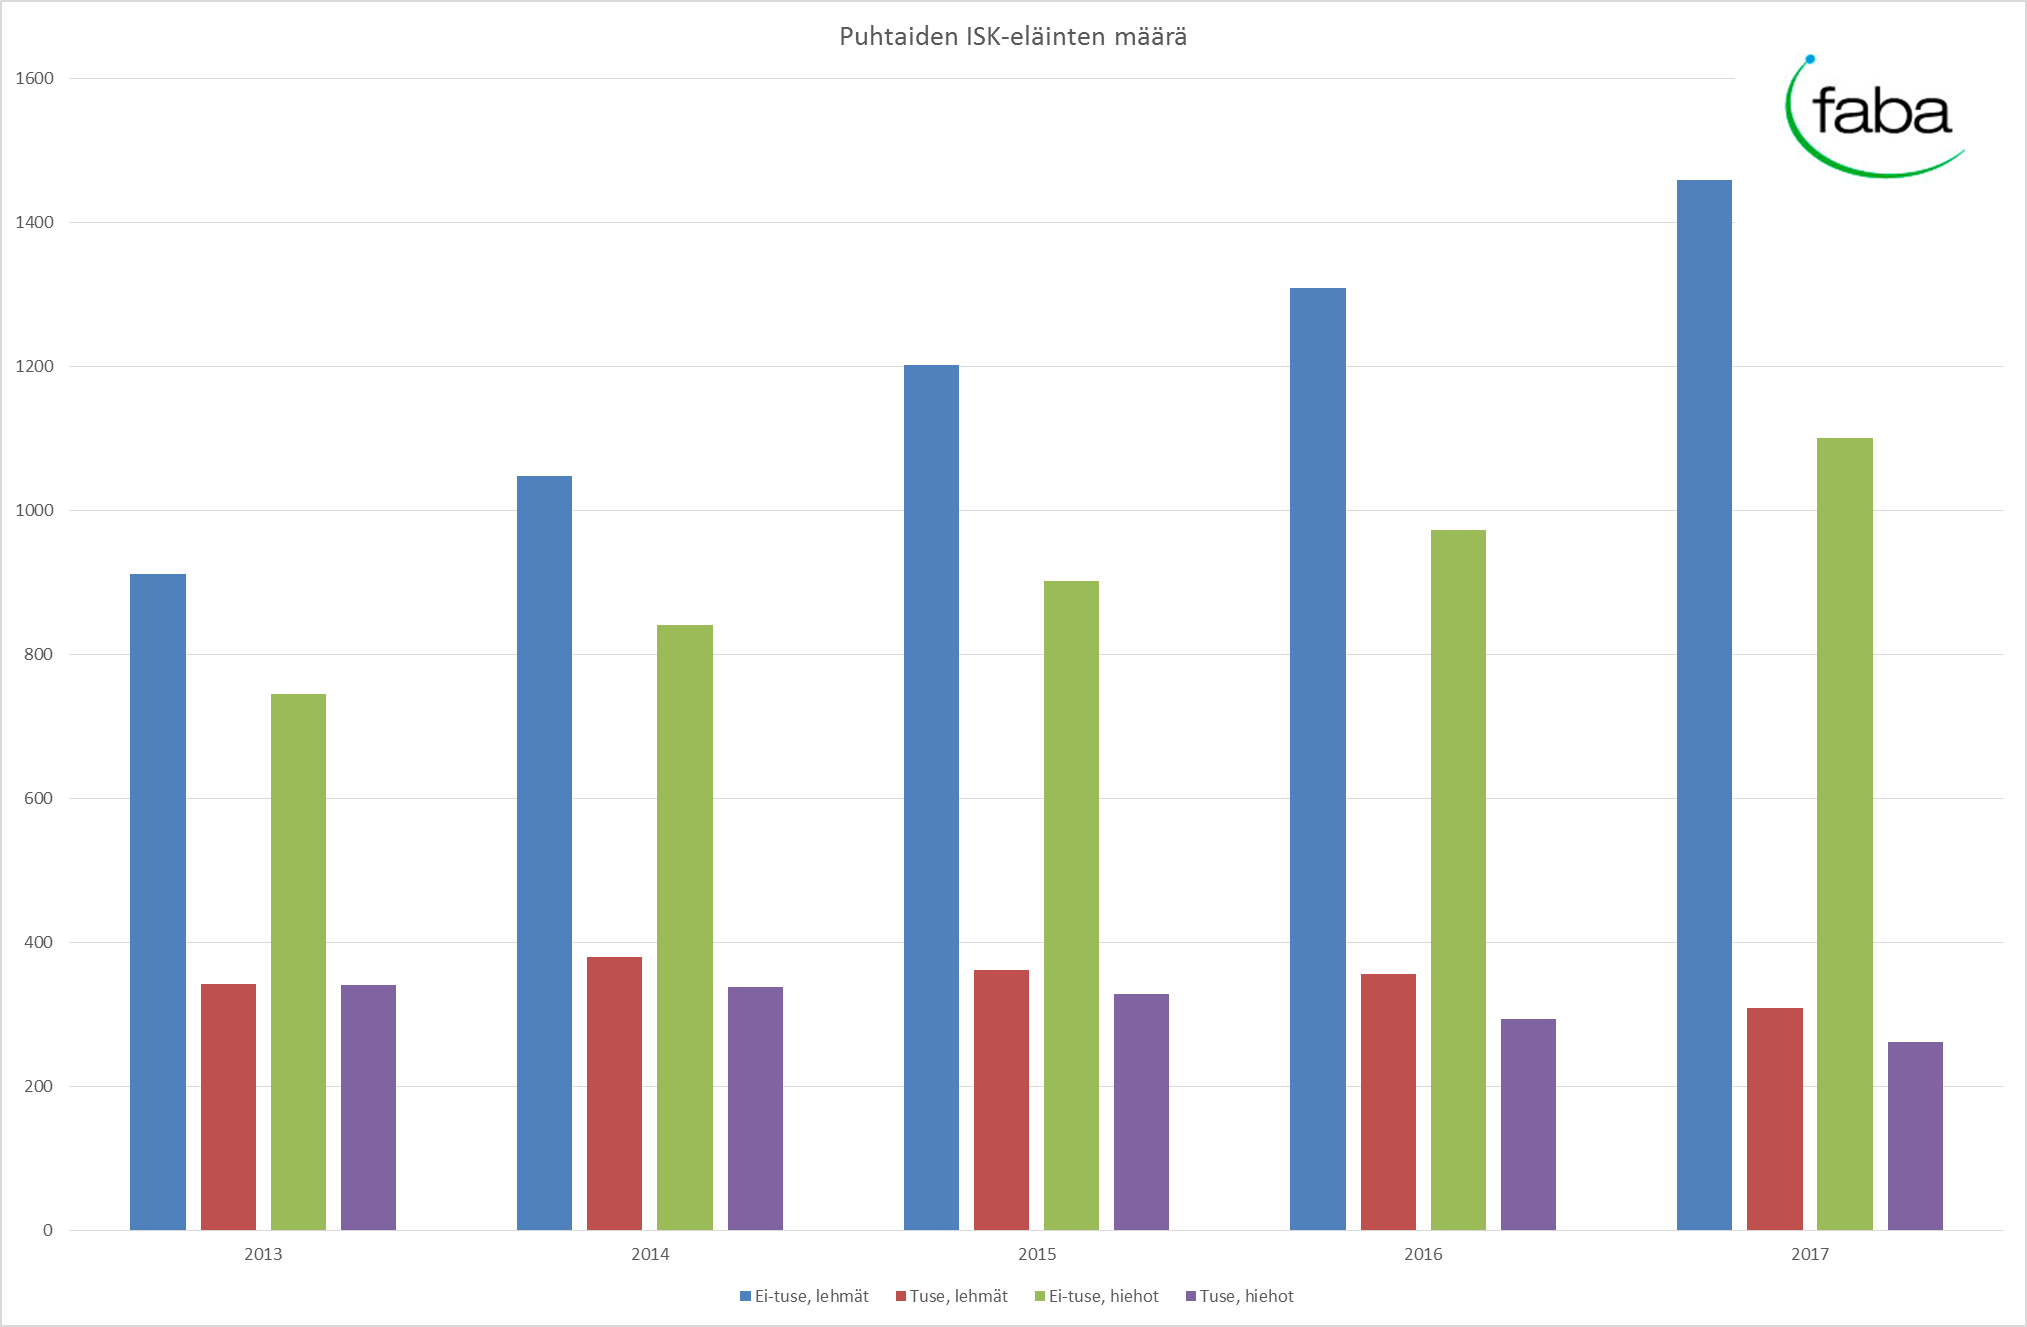 Puhtaiden ISK-eläinten määrä
faba
1600
1400
1200
1000
800
600
400
200
0
2013 2014 2015 2016 2017
Ei-tuse, lehmät Tuse, lehmät Ei-tuse, hiehot Tuse, hiehot